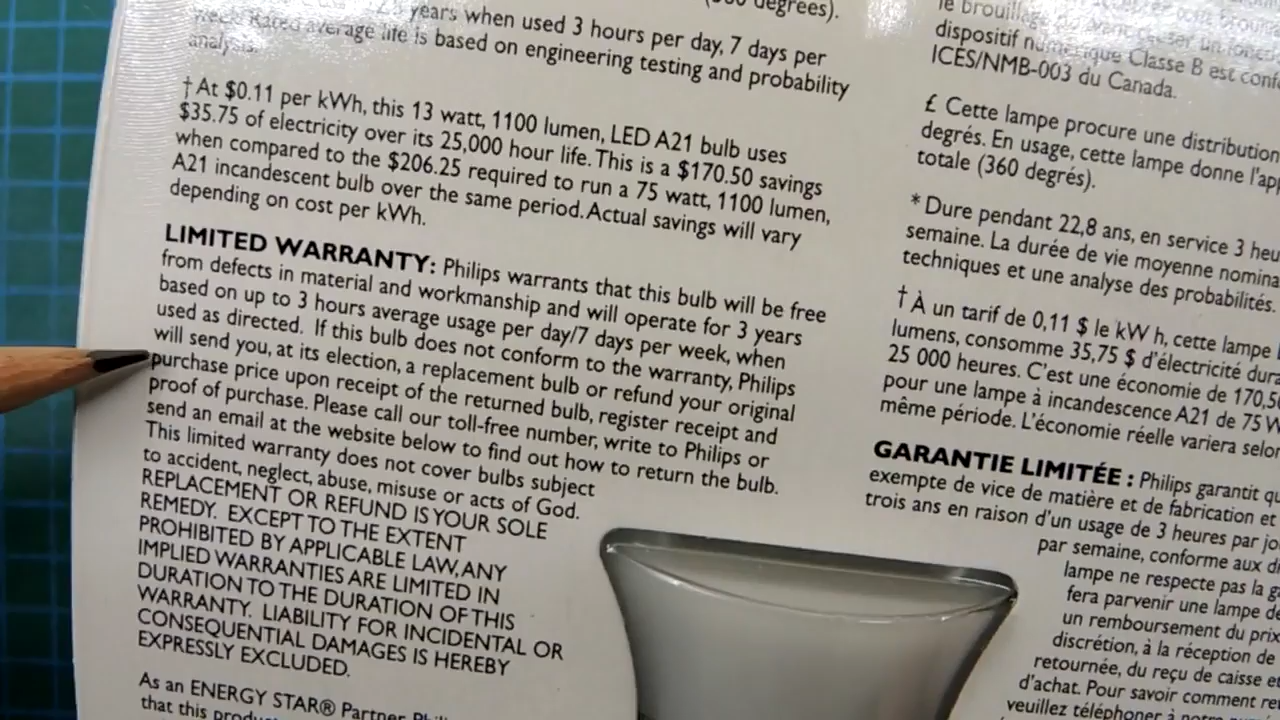 (360 degrees).
years when used 3 hours per day, 7 days per
week. Rated average life is based on engineering testing and probability
analysis.
† At $0.11 per kWh, this 13 watt, 1100 lumen, LED A21 bulb uses
$35.75 of electricity over its 25,000 hour life. This is a $170.50 savings
when compared to the $206.25 required to run a 75 watt, 1100 lumen,
A21 incandescent bulb over the same period. Actual savings will vary
depending on cost per kWh.
LIMITED WARRANTY: Philips warrants that this bulb will be free
from defects in material and workmanship and will operate for 3 years
based on up to 3 hours average usage per day/7 days per week, when
used as directed. If this bulb does not conform to the warranty, Philips
will send you, at its election, a replacement bulb or refund your original
purchase price upon receipt of the returned bulb, register receipt and
proof of purchase. Please call our toll-free number, write to Philips or
send an email at the website below to find out how to return the bulb.
This limited warranty does not cover bulbs subject
to accident, neglect, abuse, misuse or acts of God.
REPLACEMENT OR REFUND IS YOUR SOLE
REMEDY. EXCEPT TO THE EXTENT
PROHIBITED BY APPLICABLE LAW, ANY
IMPLIED WARRANTIES ARE LIMITED IN
DURATION TO THE DURATION OF THIS
WARRANTY. LIABILITY FOR INCIDENTAL OR
CONSEQUENTIAL DAMAGES IS HEREBY
EXPRESSLY EXCLUDED.
As an ENERGY STAR® Partner
that this
le brouillage
dispositif numérique Classe B est
ICES/NMB-003 du Canada.
£ Cette lampe procure une distribution
degrés. En usage, cette lampe donne
totale (360 degrés).
* Dure pendant 22,8 ans, en service 3
semaine. La durée de vie moyenne
techniques et une analyse des probabilités.
† À un tarif de 0,11 $ le kW h, cette lampe
lumens, consomme 35,75 $ d'électricité
25 000 heures. C'est une économie de
pour une lampe à incandescence A21 de 75
même période. L'économie réelle variera
GARANTIE LIMITÉE : Philips garantit
exempte de vice de matière et de fabrication et
trois ans en raison d'un usage de 3 heures par
par semaine, conforme aux
lampe ne respecte pas la
fera parvenir une lampe
un remboursement du
discrétion, à la réception de
retournée, du reçu de caisse
d'achat. Pour savoir comment
veuillez téléphoner à notre